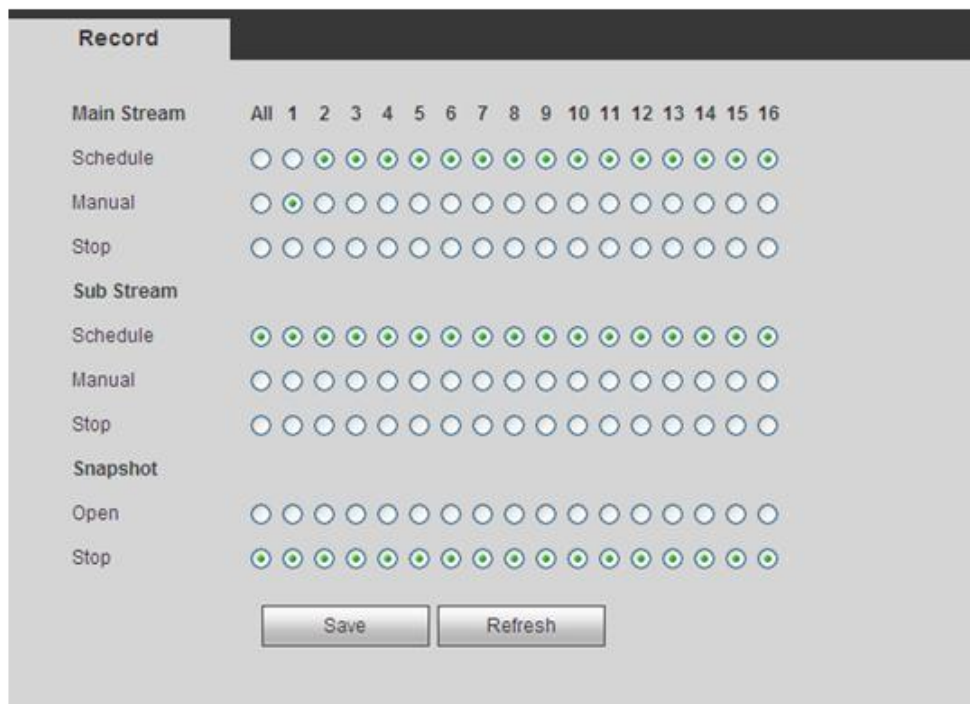 Record
Main Stream All 1 2 3 4 5 6 7 8 9 10 11 12 13 14 15 16
Schedule
Manual
Stop
Sub Stream
Schedule
Manual
Stop
Snapshot
Open
Stop
Save Refresh